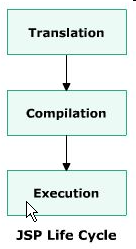 Translation
Compilation
Execution
JSP Life Cycle